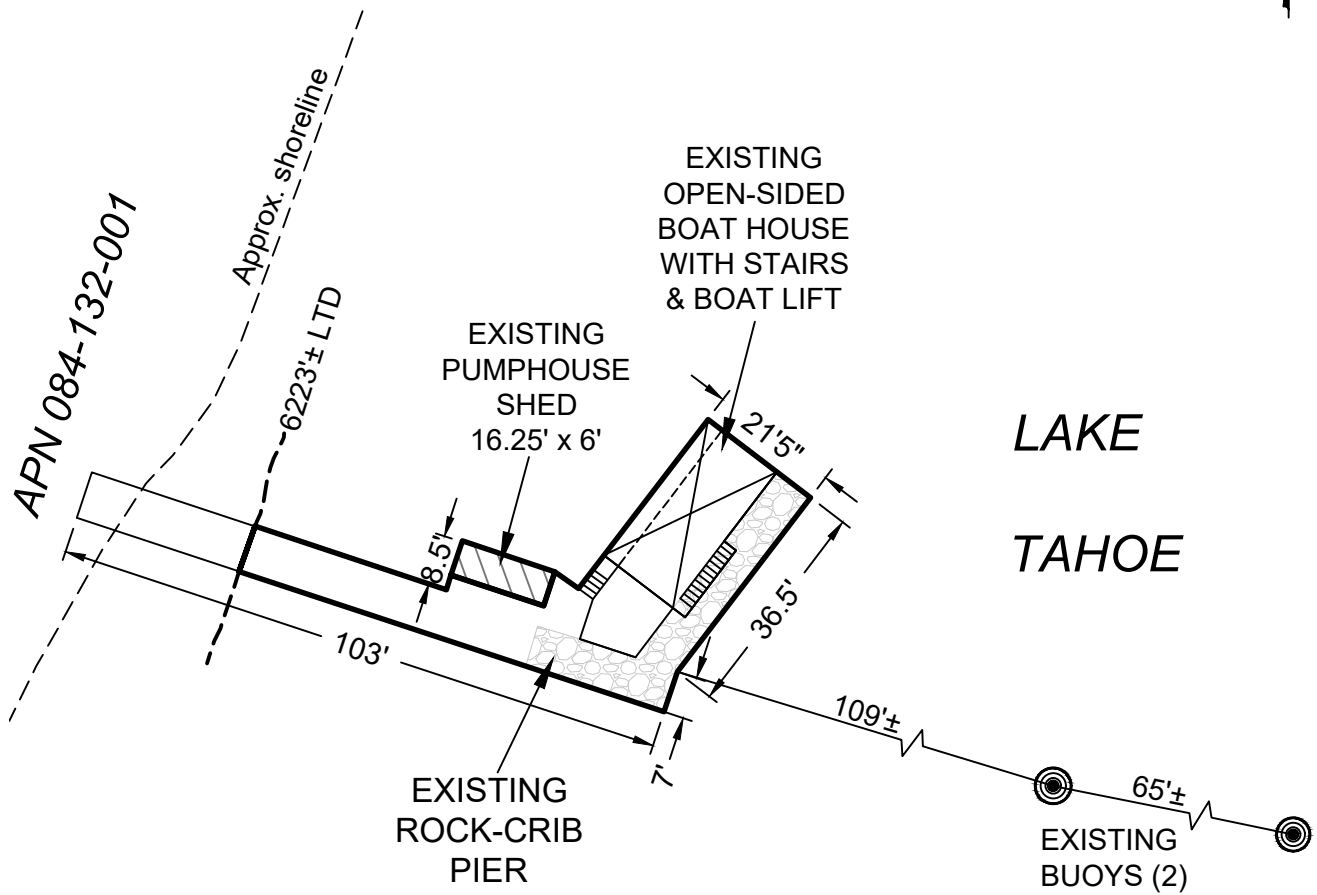 APN 084-132-001
Approx. shoreline
6223'± LTD
EXISTING
PUMPHOUSE
SHED
16.25' x 6'
EXISTING
OPEN-SIDED
BOAT HOUSE
WITH STAIRS
& BOAT LIFT
21'5"
8.5'
36.5'
103'
7'
LAKE
TAHOE
109'±
65'±
EXISTING
ROCK-CRIB
PIER
EXISTING
BUOYS (2)